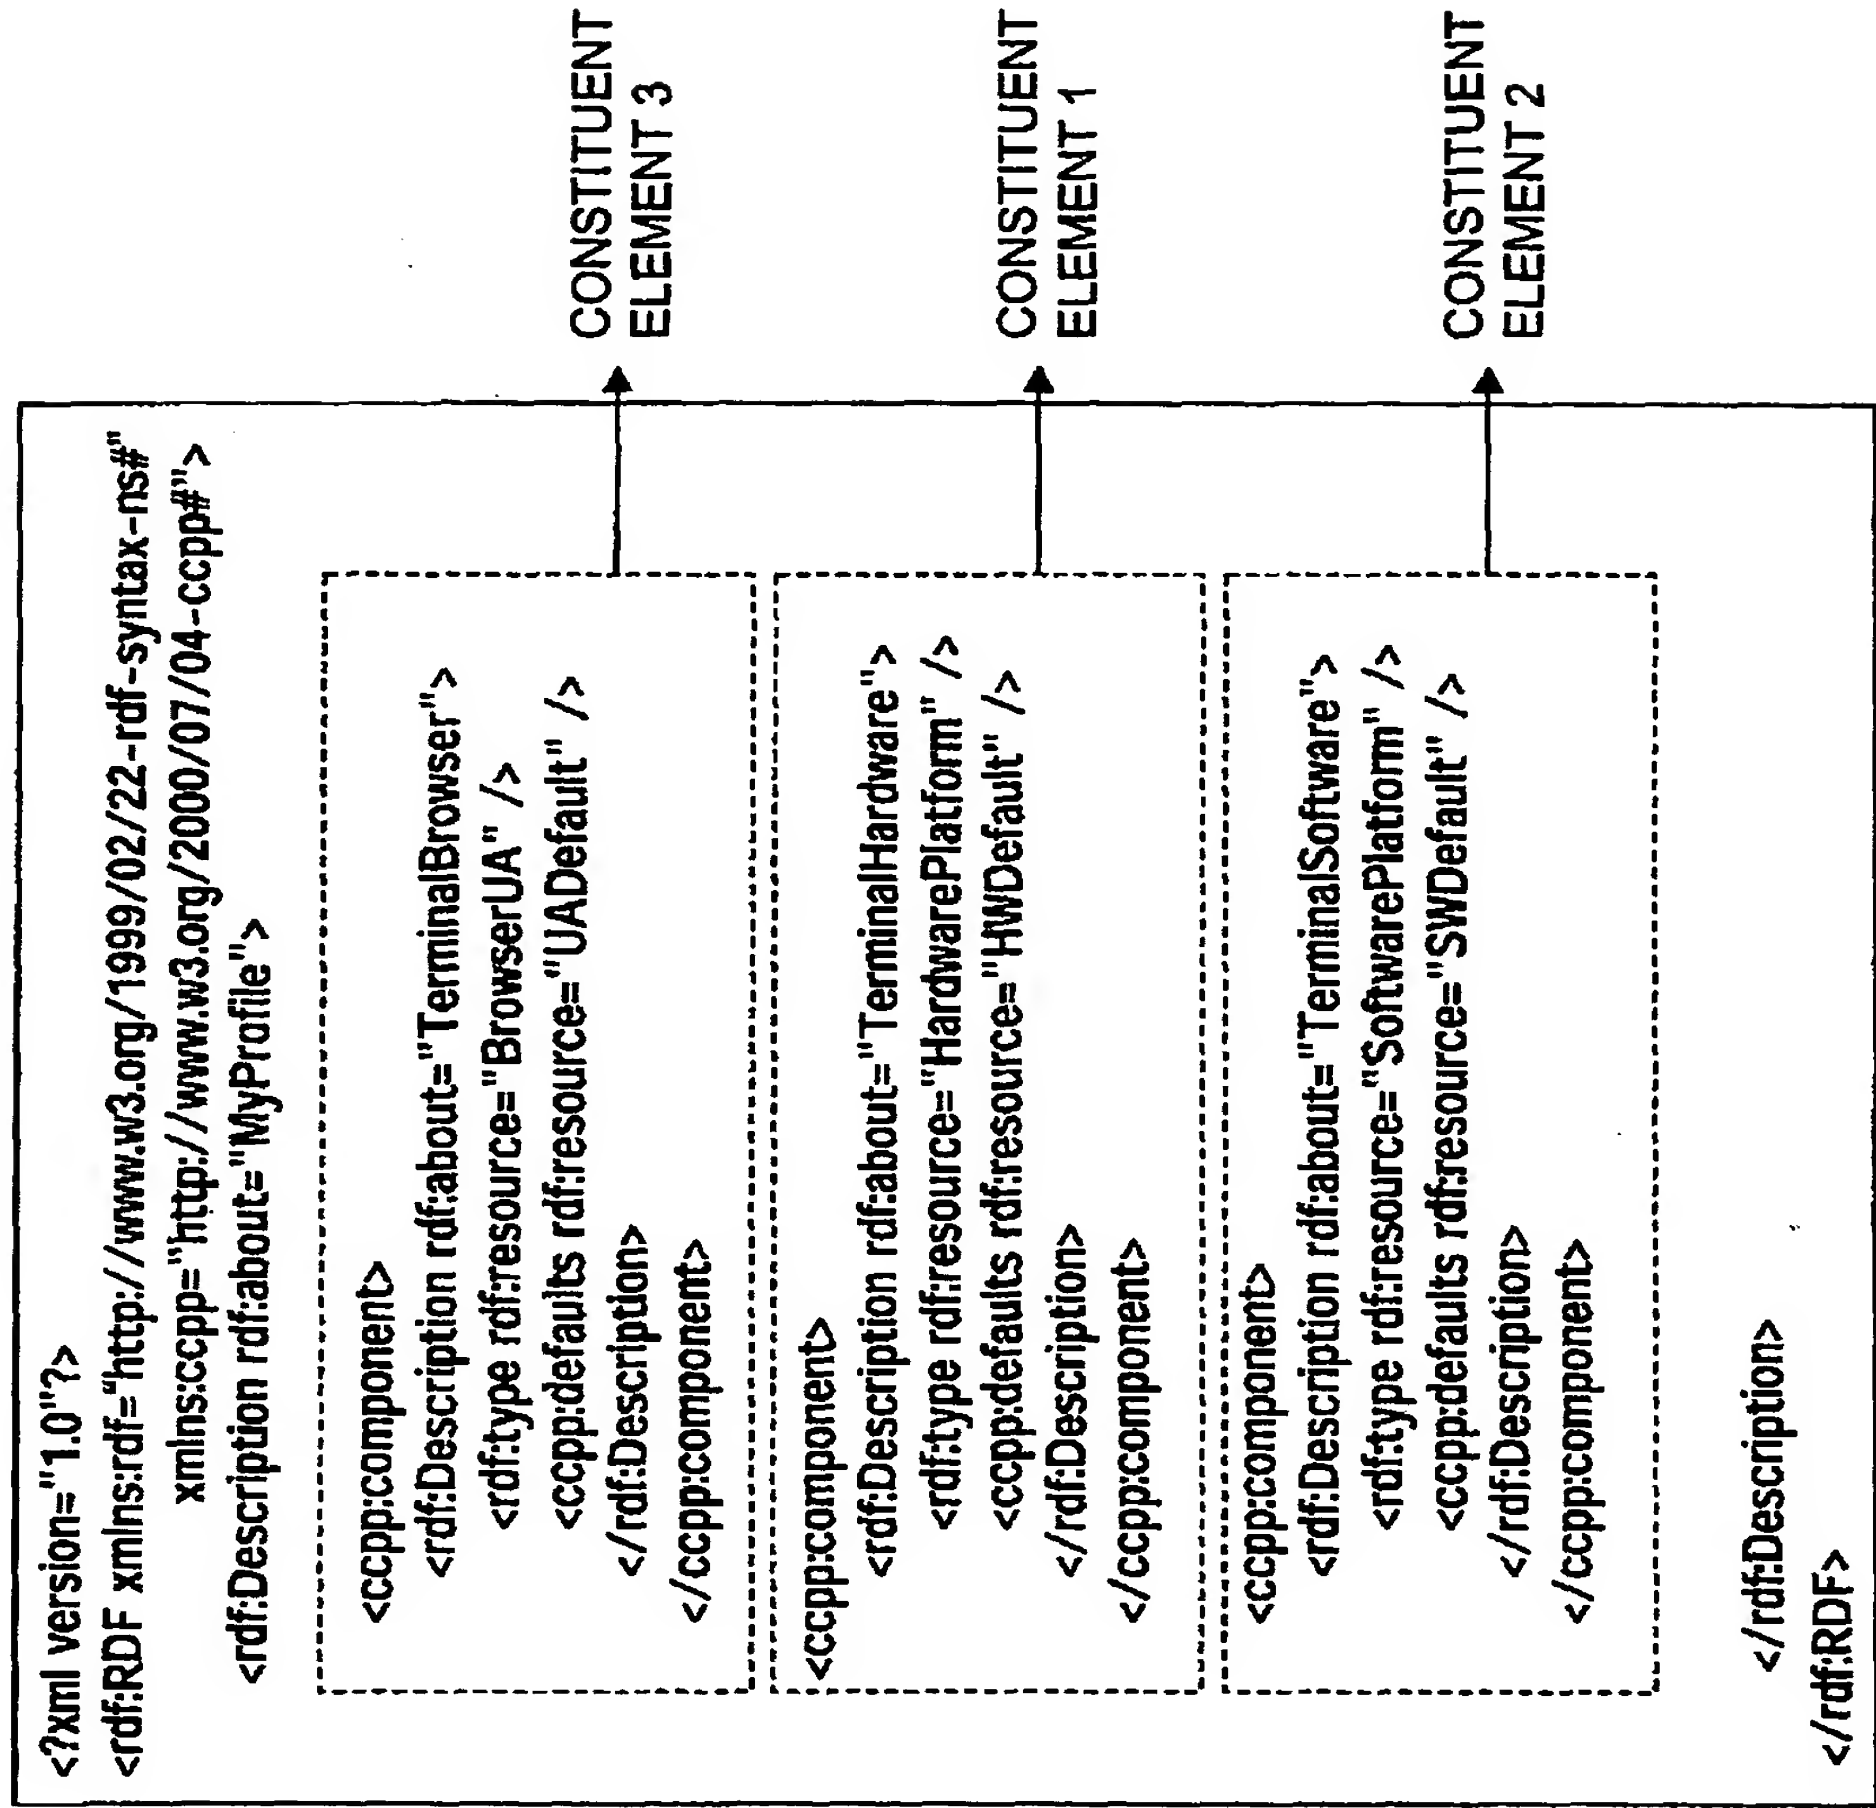 <?xml version="1.0"?>
<rdf:RDF xmlns:rdf="http://www.w3.org/1999/02/22-rdf-syntax-ns#"
xmlns:ccpp="http://www.w3.org/2000/07/04-ccpp#">
<rdf:Description rdf:about="MyProfile">
<ccpp:component>
<rdf:Description rdf:about="TerminalBrowser">
<rdf:type rdf:resource="BrowserUA" />
<ccpp:defaults rdf:resource="UADefault" />
</rdf:Description>
</ccpp:component>
CONSTITUENT
ELEMENT 3
<ccpp:component>
<rdf:Description rdf:about="TerminalHardware">
<rdf:type rdf:resource="HardwarePlatform" />
<ccpp:defaults rdf:resource="HWDefault" />
</rdf:Description>
</ccpp:component>
CONSTITUENT
ELEMENT 1
<ccpp:component>
<rdf:Description rdf:about="TerminalSoftware">
<rdf:type rdf:resource="SoftwarePlatform" />
<ccpp:defaults rdf:resource="SWDefault" />
</rdf:Description>
</ccpp:component>
CONSTITUENT
ELEMENT 2
</rdf:Description>
</rdf:RDF>